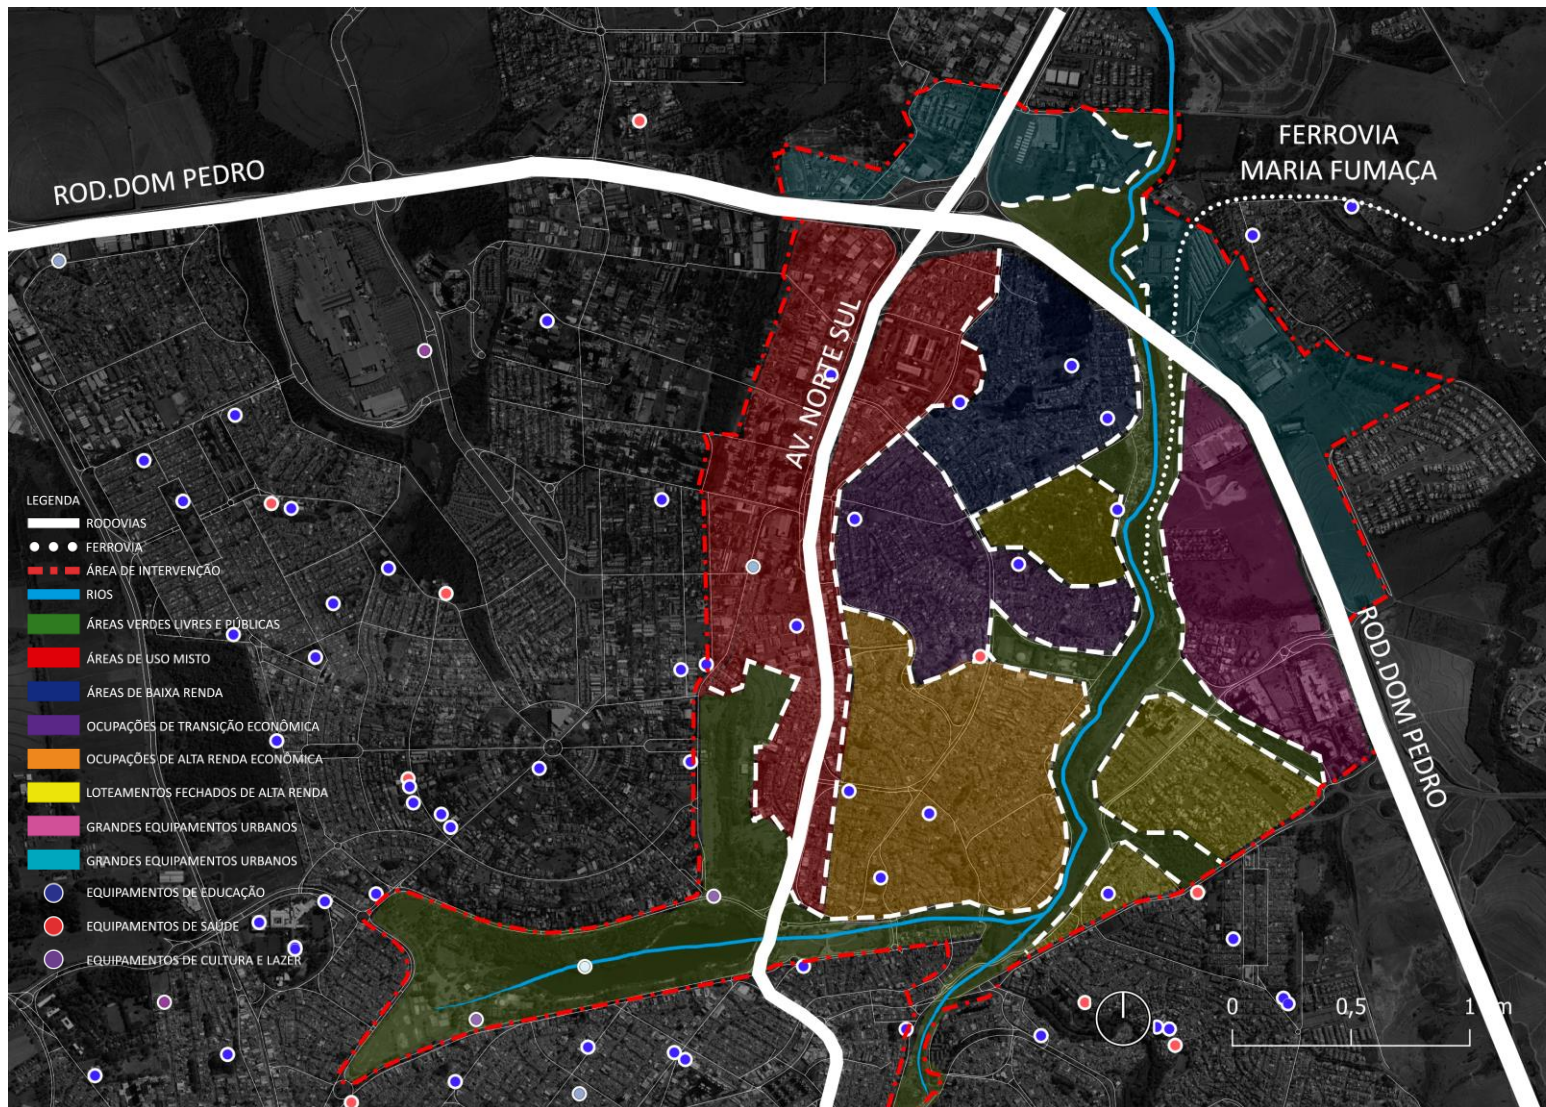 FERROVIA
MARIA FUMAÇA
ROD.DOM PEDRO
AV. NORTE SUL
LEGENDA
RODOVIAS
FERROVIA
ÁREA DE INTERVENÇÃO
RIOS
ÁREAS VERDES LIVRES E PÚBLICAS
ÁREAS DE USO MISTO
ÁREAS DE BAIXA RENDA
OCUPAÇÕES DE TRANSIÇÃO ECONÔMICA
OCUPAÇÕES DE ALTA RENDA ECONÔMICA
LOTEAMENTOS FECHADOS DE ALTA RENDA
GRANDES EQUIPAMENTOS URBANOS
GRANDES EQUIPAMENTOS URBANOS
EQUIPAMENTOS DE EDUCAÇÃO
EQUIPAMENTOS DE SAÚDE
EQUIPAMENTOS DE CULTURA E LAZER
ROD.DOM PEDRO
0 0,5 1